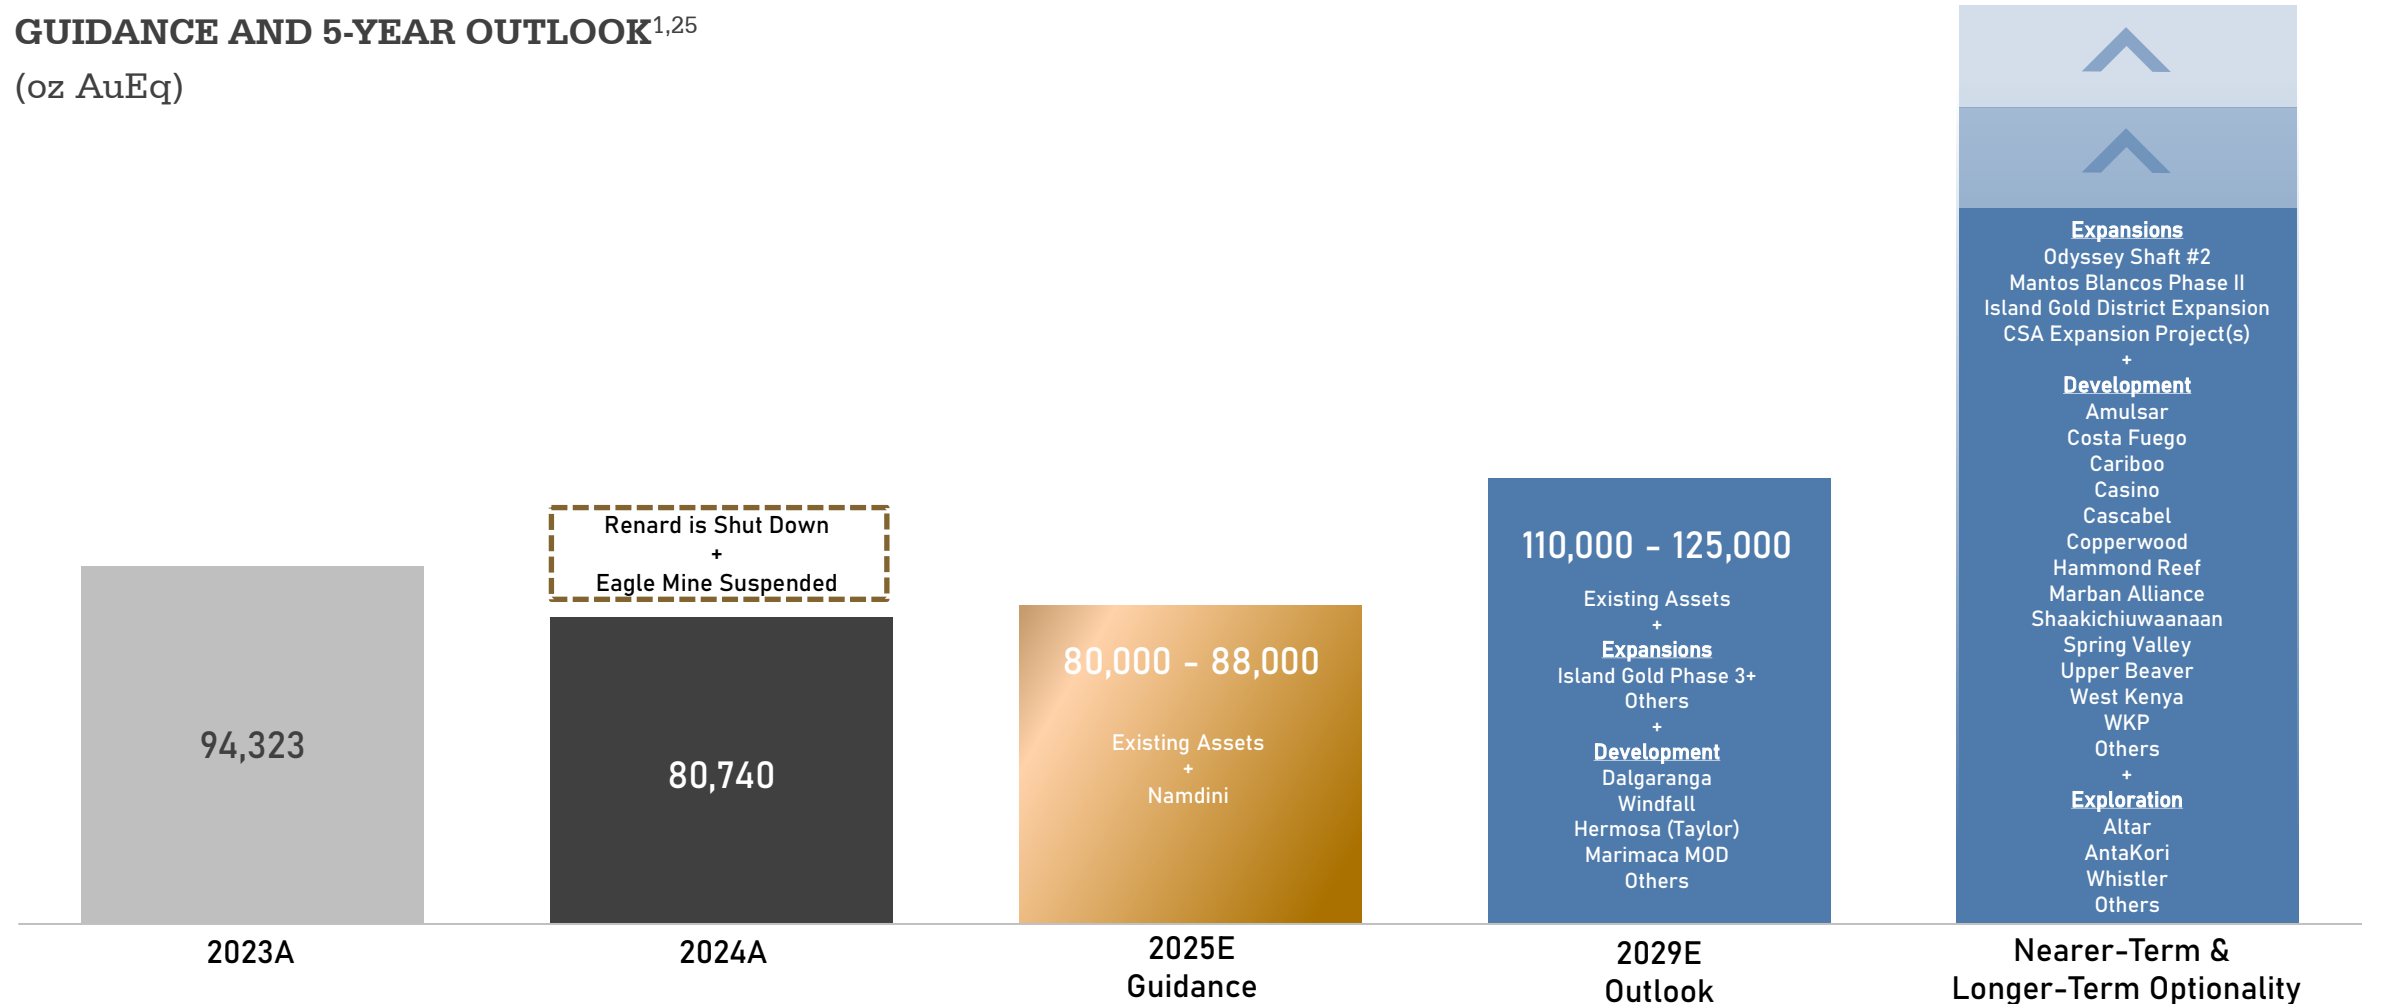 GUIDANCE AND 5-YEAR OUTLOOK1,25
(oz AuEq)
94,323
2023A
Renard is Shut Down
+
Eagle Mine Suspended
80,740
2024A
80,000 - 88,000
Existing Assets
+
Namdini
2025E
Guidance
110,000 - 125,000
Existing Assets
+
Expansions
Island Gold Phase 3+
Others
+
Development
Dalgaranga
Windfall
Hermosa (Taylor)
Marimaca MOD
Others
2029E
Outlook
Expansions
Odyssey Shaft #2
Mantos Blancos Phase II
Island Gold District Expansion
CSA Expansion Project(s)
+
Development
Amulsar
Costa Fuego
Cariboo
Casino
Cascabel
Copperwood
Hammond Reef
Marban Alliance
Shaakichiuwaanaan
Spring Valley
Upper Beaver
West Kenya
WKP
Others
+
Exploration
Altar
AntaKori
Whistler
Others
Nearer-Term &
Longer-Term Optionality